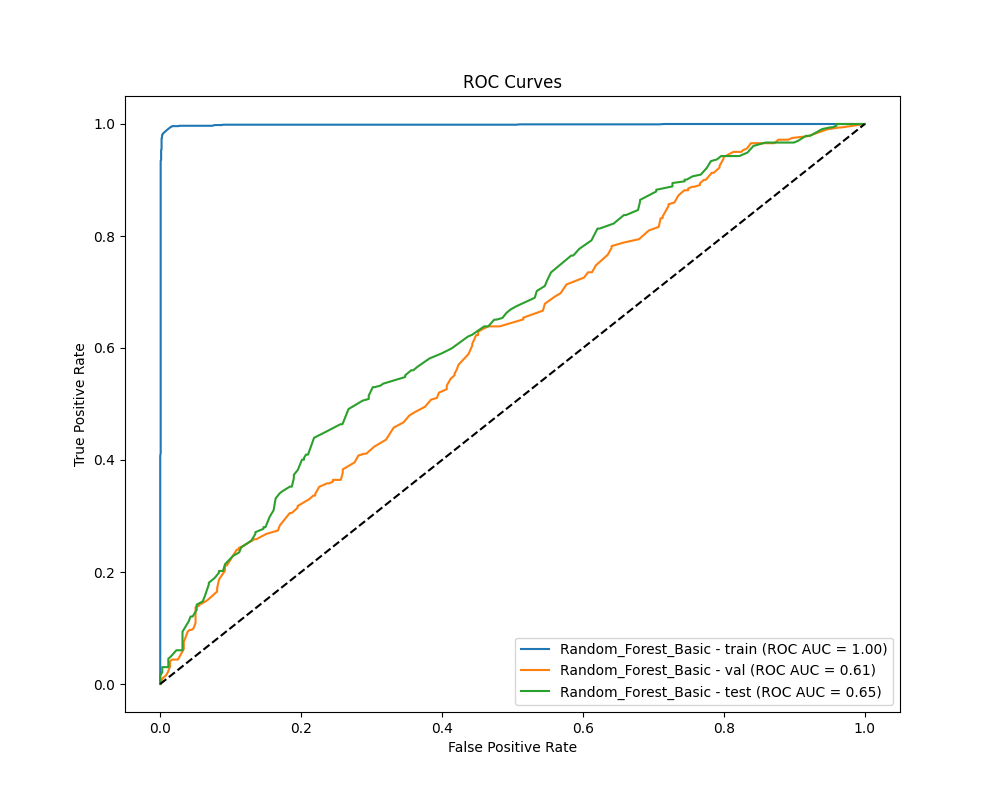 ROC Curves
True Positive Rate
1.0
0.8
0.6
0.4
0.2
0.0
0.0 0.2 0.4 0.6 0.8 1.0
False Positive Rate
Random_Forest_Basic - train (ROC AUC = 1.00)
Random_Forest_Basic - val (ROC AUC = 0.61)
Random_Forest_Basic - test (ROC AUC = 0.65)